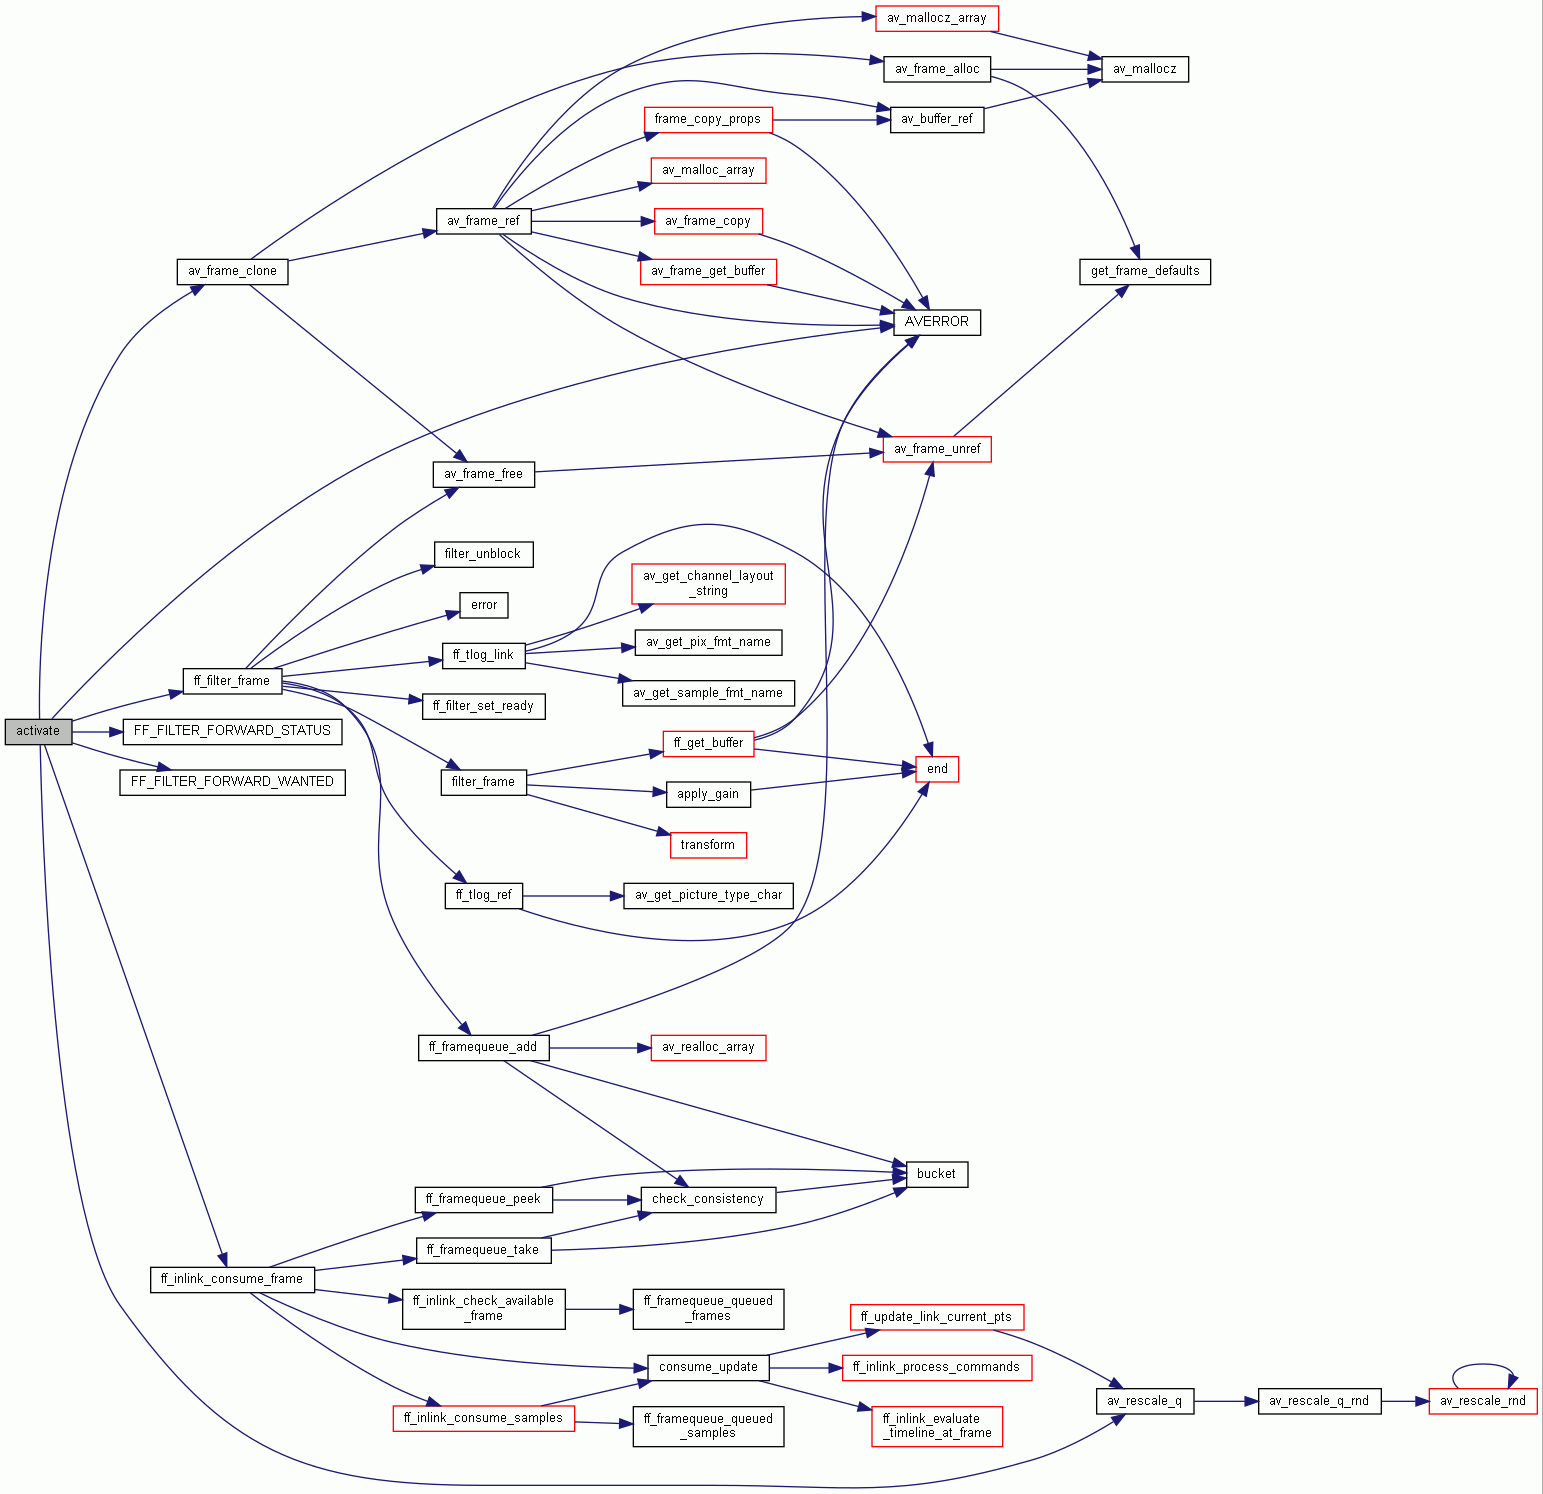 av_mallocz_array
av_frame_alloc
av_mallocz
frame_copy_props
av_buffer_ref
av_malloc_array
av_frame_ref
av_frame_copy
av_frame_clone
av_frame_get_buffer
get_frame_defaults
AVERROR
av_frame_unref
av_frame_free
filter_unblock
av_get_channel_layout
_string
error
av_get_pix_fmt_name
ff_tlog_link
ff_filter_frame
av_get_sample_fmt_name
ff_filter_set_ready
activate
FF_FILTER_FORWARD_STATUS
ff_get_buffer
end
FF_FILTER_FORWARD_WANTED
filter_frame
apply_gain
transform
ff_tlog_ref
av_get_picture_type_char
ff_framequeue_add
av_realloc_array
bucket
ff_framequeue_peek
check_consistency
ff_framequeue_take
ff_inlink_consume_frame
ff_inlink_check_available
_frame
ff_framequeue_queued
_frames
ff_update_link_current_pts
consume_update
ff_inlink_process_commands
av_rescale_q
av_rescale_q_rnd
av_rescale_rnd
ff_inlink_consume_samples
ff_framequeue_queued
_samples
ff_inlink_evaluate
_timeline_at_frame